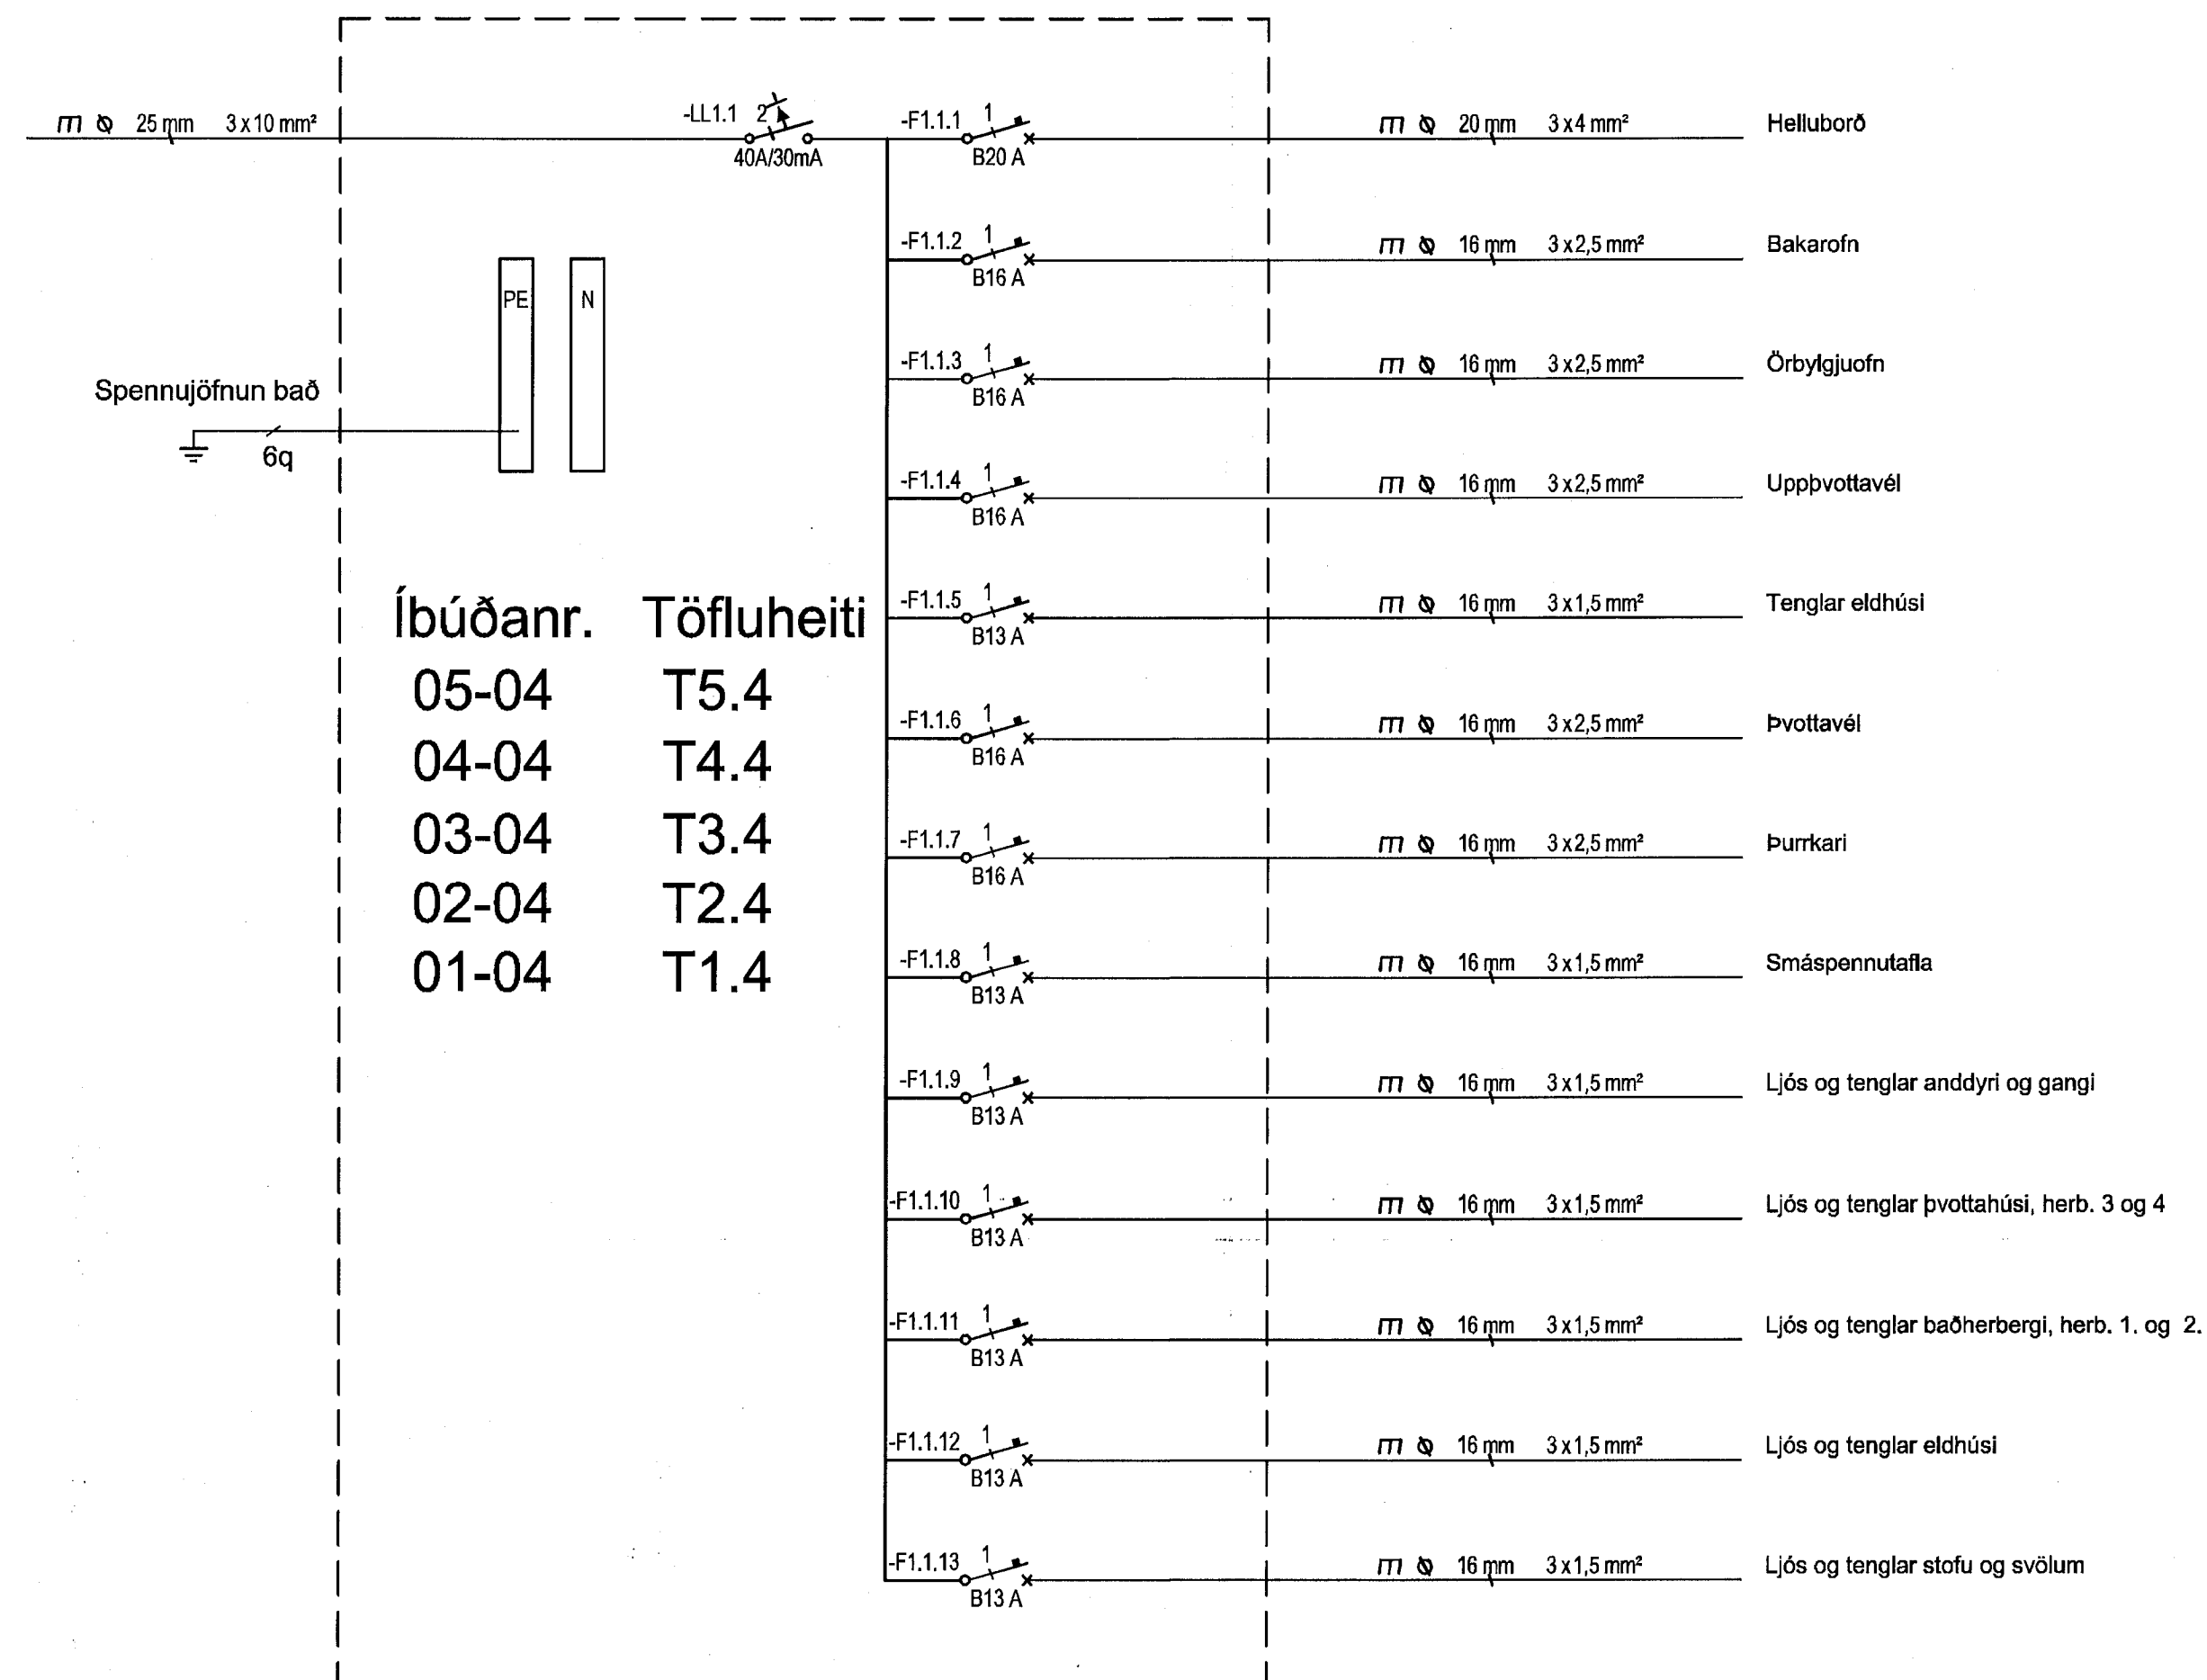 25 mm 3 x 10 mm²
-LL1.1 2
40A/30mA
-F1.1.1 1
B20 A
20 mm 3 x 4 mm² Helluborð
-F1.1.2 1
B16 A
16 mm 3 x 2,5 mm² Bakarofn
PE N
-F1.1.3 1
B16 A
16 mm 3 x 2,5 mm² Örbylgjuofn
Spennujöfnun bað
6q
-F1.1.4 1
B16 A
16 mm 3 x 2,5 mm² Uppþvottavél
-F1.1.5 1
B13 A
16 mm 3 x 1,5 mm² Tenglar eldhúsi
Íbúðanr. Töfluheiti
05-04 T5.4
04-04 T4.4
03-04 T3.4
02-04 T2.4
01-04 T1.4
-F1.1.6 1
B16 A
16 mm 3 x 2,5 mm² Þvottavél
-F1.1.7 1
B16 A
16 mm 3 x 2,5 mm² Þurrkari
-F1.1.8 1
B13 A
16 mm 3 x 1,5 mm² Smáspennutafla
-F1.1.9 1
B13 A
16 mm 3 x 1,5 mm² Ljós og tenglar anddyri og gangi
-F1.1.10 1
B13 A
16 mm 3 x 1,5 mm² Ljós og tenglar þvottahúsi, herb. 3 og 4
-F1.1.11 1
B13 A
16 mm 3 x 1,5 mm² Ljós og tenglar baðherbergi, herb. 1. og 2.
-F1.1.12 1
B13 A
16 mm 3 x 1,5 mm² Ljós og tenglar eldhúsi
-F1.1.13 1
B13 A
16 mm 3 x 1,5 mm² Ljós og tenglar stofu og svölum